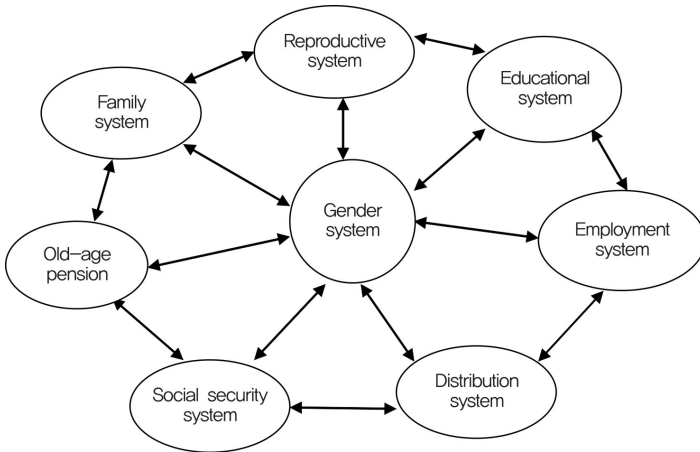 Reproductive
system
Educational
system
Family
system
Gender
system
Employment
system
Old-age
pension
Social security
system
Distribution
system